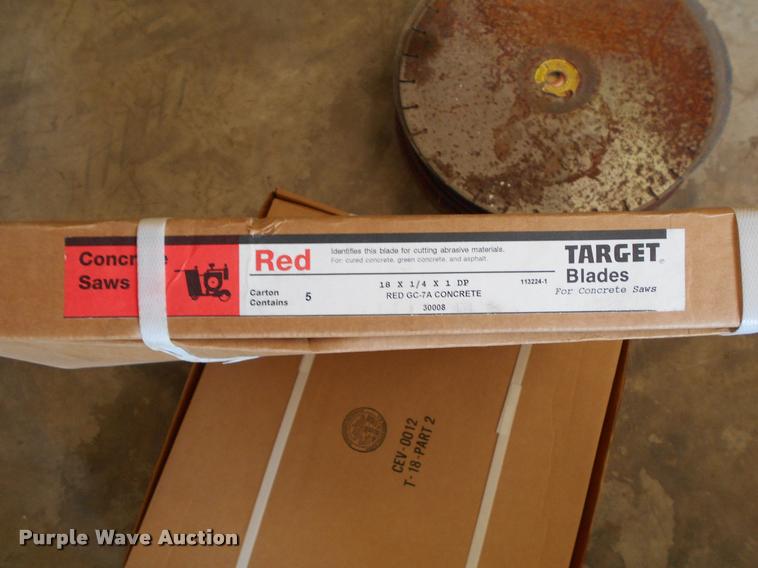 Concr e
Saws
Red
Identifies this blade for cutting abrasive materials.
For: cured concrete, green concrete, and asphalt.
TARGET®
Blades
For Concrete Saws
Carton
Contains 5
18 X 1/4 X 1 DP
RED GC-7A CONCRETE
30008
113224-1
CEV-0012
T-18-PART 2
Purple Wave Auction